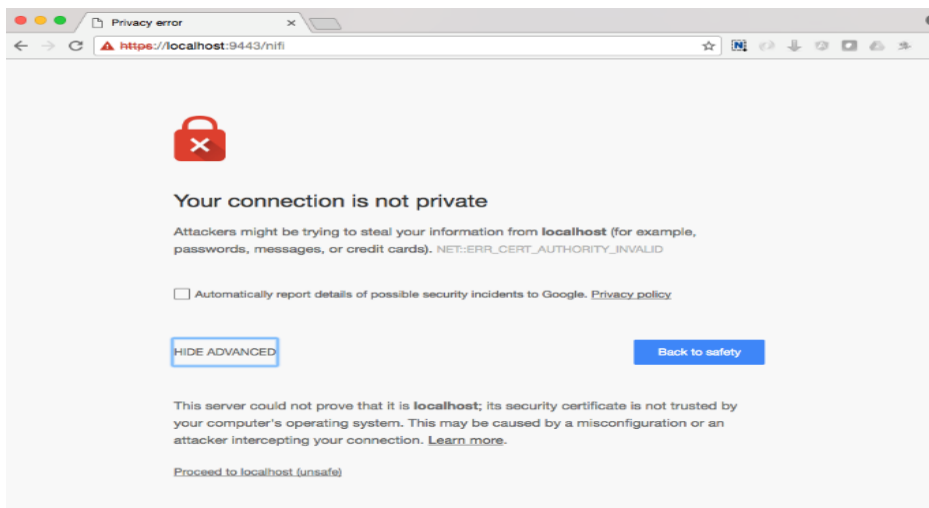 Privacy error
https://localhost:9443/nifi
Your connection is not private
Attackers might be trying to steal your information from localhost (for example,
passwords, messages, or credit cards). NET::ERR_CERT_AUTHORITY_INVALID
Automatically report details of possible security incidents to Google. Privacy policy
HIDE ADVANCED
Back to safety
This server could not prove that it is localhost; its security certificate is not trusted by
your computer's operating system. This may be caused by a misconfiguration or an
attacker intercepting your connection. Learn more.
Proceed to localhost (unsafe)